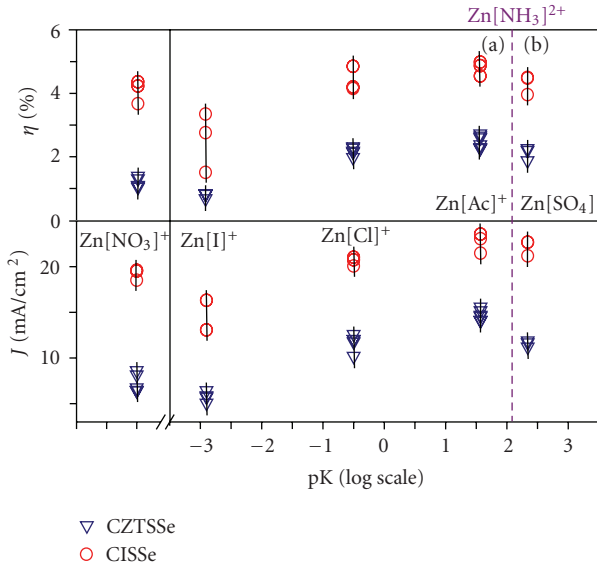 Zn[NH₃]²⁺
(a) (b)
6
4
2
0
η (%)
Zn[NO₃]⁺ Zn[I]⁺ Zn[Cl]⁺ Zn[Ac]⁺ Zn[SO₄]
20
10
J (mA/cm²)
−3 −2 −1 0 1 2 3
pK (log scale)
CZTSSe
CISSe